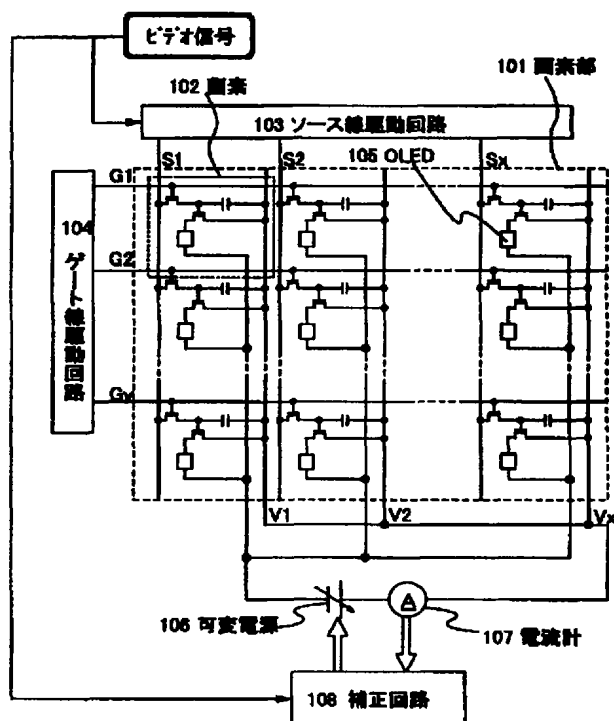 ビデオ信号
102 画素
101 画素部
103 ソース線駆動回路
S1
S2
105 OLED
Sx
G1
104 ゲート線駆動回路
G2
Gy
V1
V2
Vx
A
106 可変電源
107 電流計
108 補正回路